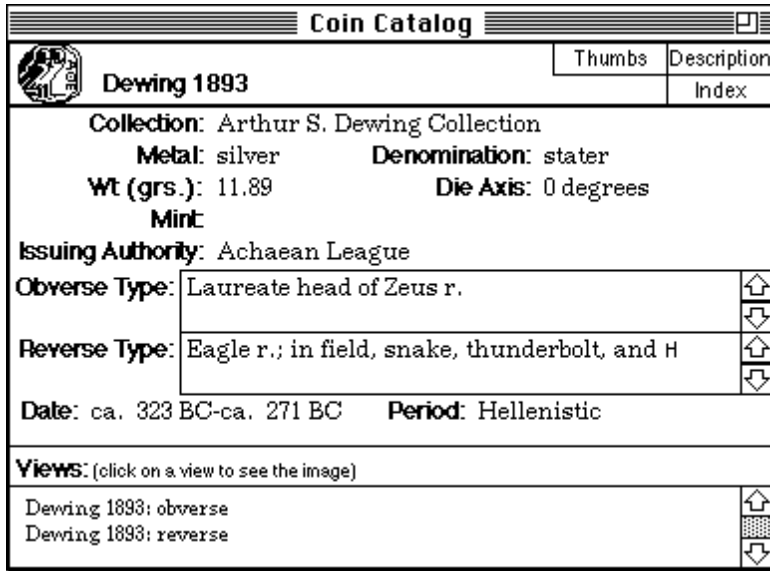 Coin Catalog
Dewing 1893
Thumbs
Description
Index
Collection: Arthur S. Dewing Collection
Metal: silver Denomination: stater
Wt (grs.): 11.89 Die Axis: 0 degrees
Mint:
Issuing Authority: Achaean League
Obverse Type: Laureate head of Zeus r.
Reverse Type: Eagle r.; in field, snake, thunderbolt, and H
Date: ca. 323 BC-ca. 271 BC Period: Hellenistic
Views: (click on a view to see the image)
Dewing 1893: obverse
Dewing 1893: reverse